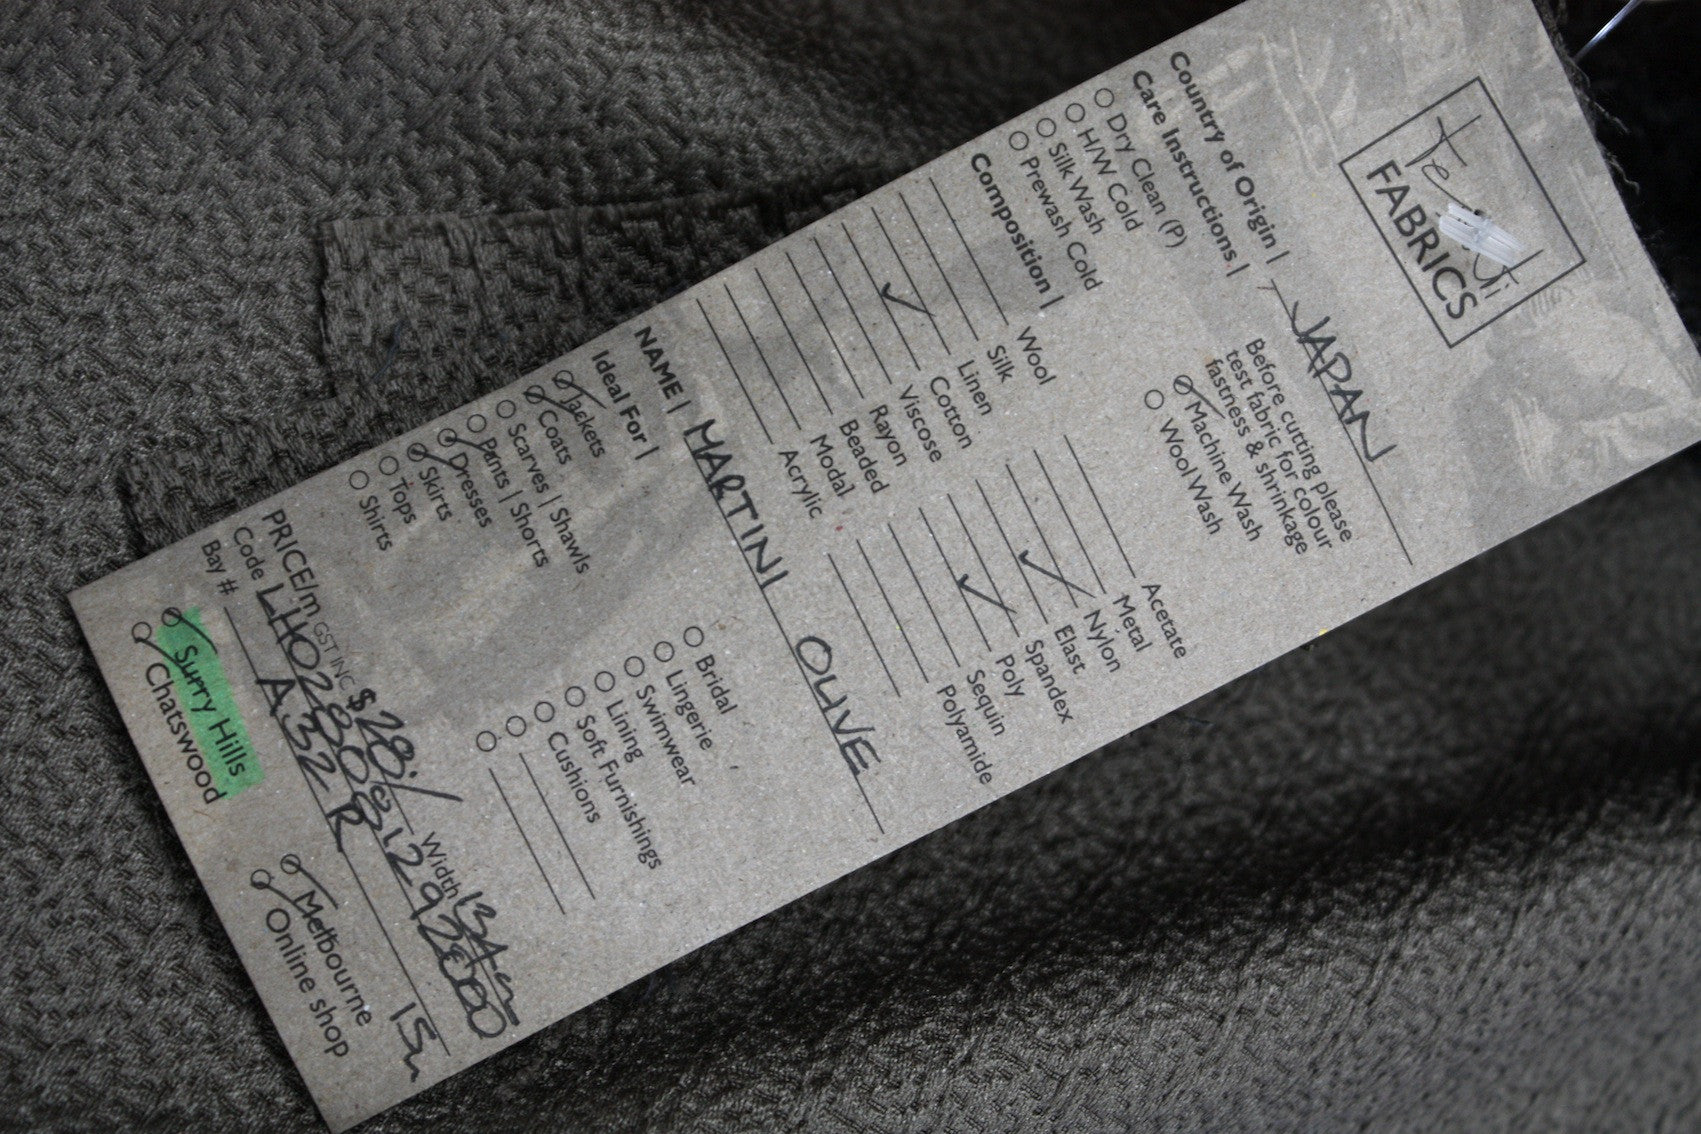 Tessuti
FABRICS
Country of Origin | JAPAN
Care Instructions |
Dry Clean (P)
H/W Cold
Silk Wash
Prewash Cold
Before cutting please
test fabric for colour
fastness & shrinkage
Machine Wash
Wool Wash
Composition |
Wool
Silk
Linen
Cotton
Viscose
Rayon
Beaded
Modal
Acrylic
Acetate
Metal
Nylon
Elast
Spandex
Poly
Sequin
Polyamide
NAME | MARTINI OLIVE
Ideal For |
Jackets
Coats
Scarves | Shawls
Pants | Shorts
Dresses
Skirts
Tops
Shirts
Bridal
Lingerie
Swimwear
Lining
Soft Furnishings
Cushions
PRICE/m GST INC $28/ Width
Code
Bay # A32 R 15m
Surry Hills
Chatswood
Melbourne
Online shop